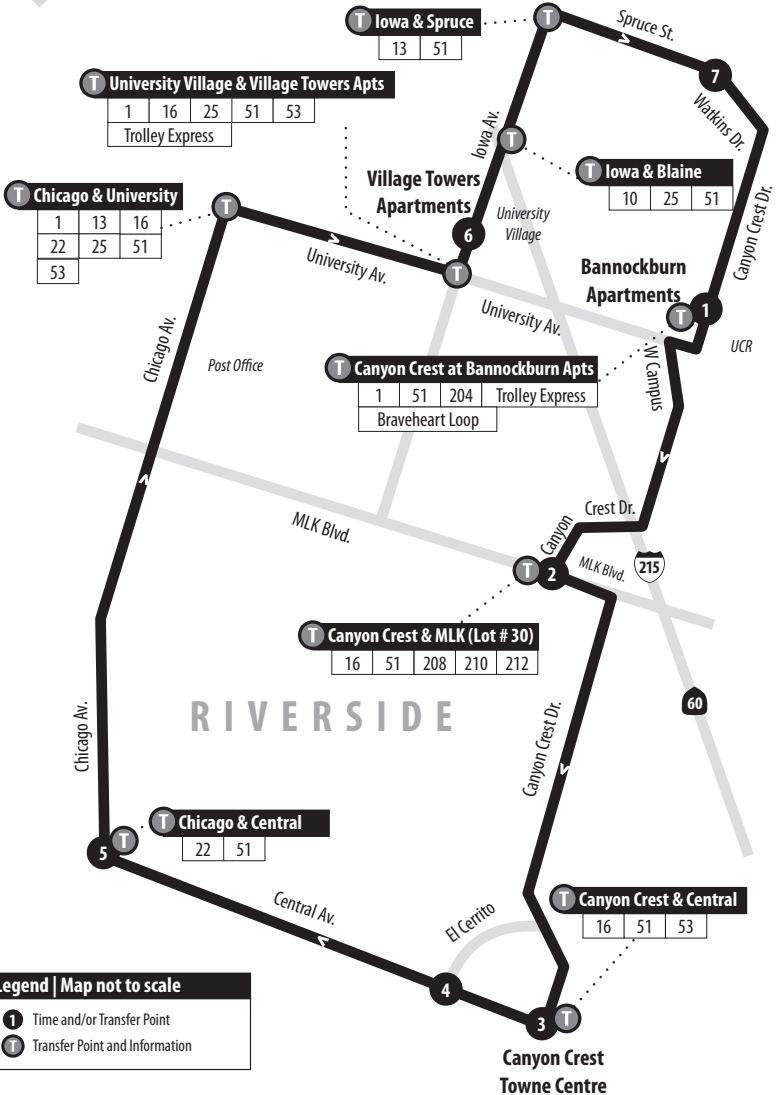 T Iowa & Spruce
13 51
Spruce St.
7
T University Village & Village Towers Apts
1 16 25 51 53
Trolley Express
Watkins Dr.
Iowa Av.
T
T Iowa & Blaine
10 25 51
Village Towers
Apartments
6
University
Village
T Chicago & University
1 13 16
22 25 51
53
T
T
University Av.
T
Canyon Crest Dr.
Bannockburn
Apartments
T 1
University Av.
UCR
Chicago Av.
Post Office
W Campus
T Canyon Crest at Bannockburn Apts
1 51 204 Trolley Express
Braveheart Loop
MLK Blvd.
Canyon
Crest Dr.
T 2
MLK Blvd.
215
T Canyon Crest & MLK (Lot # 30)
16 51 208 210 212
RIVERSIDE
60
Chicago Av.
Canyon Crest Dr.
T Chicago & Central
22 51
5 T
Central Av.
El Cerrito
T Canyon Crest & Central
16 51 53
4
3 T
Canyon Crest
Towne Centre
Legend | Map not to scale
1 Time and/or Transfer Point
T Transfer Point and Information